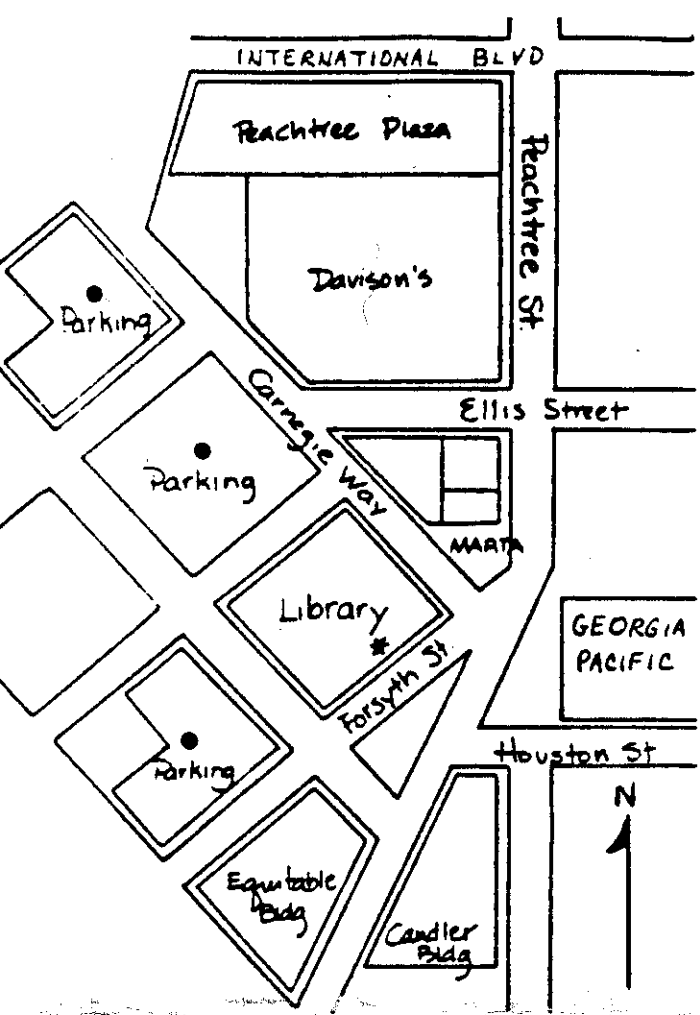 INTERNATIONAL BLVD
Peachtree Plaza
Peachtree St.
Davison's
Parking
Ellis Street
Carnegie Way
Parking
MARTA
Library
*
GEORGIA
PACIFIC
Forsyth St.
Parking
Houston St
N
Equitable
Bldg
Candler
Bldg